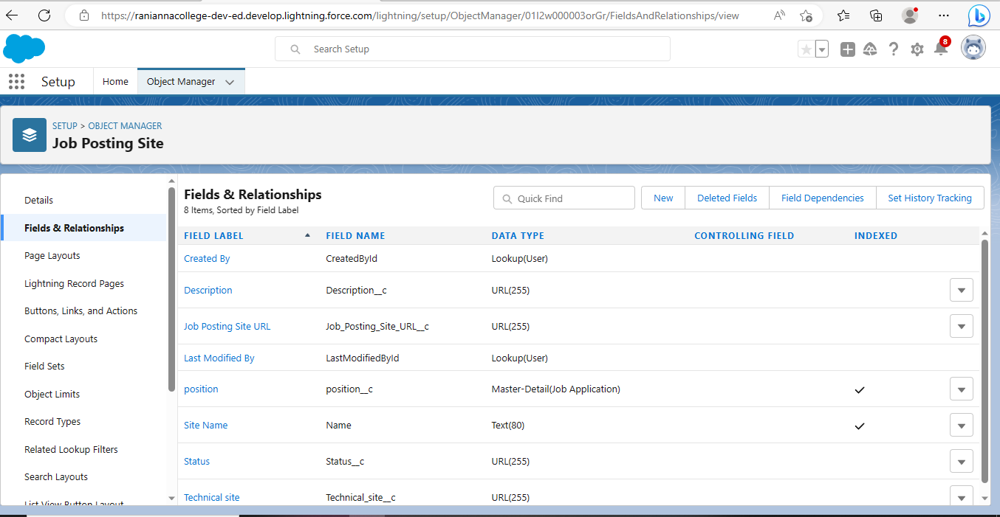 https://raniannacollege-dev-ed.develop.lightning.force.com/lightning/setup/ObjectManager/01I2w000003orGr/FieldsAndRelationships/view
Search Setup
8
Setup
Home
Object Manager
SETUP > OBJECT MANAGER
Job Posting Site
Details
Fields & Relationships
Page Layouts
Lightning Record Pages
Buttons, Links, and Actions
Compact Layouts
Field Sets
Object Limits
Record Types
Related Lookup Filters
Search Layouts
List View Button Layout
Fields & Relationships
8 Items, Sorted by Field Label
Quick Find
New
Deleted Fields
Field Dependencies
Set History Tracking
FIELD LABEL FIELD NAME DATA TYPE CONTROLLING FIELD INDEXED
Created By CreatedById Lookup(User)
Description Description__c URL(255)
Job Posting Site URL Job_Posting_Site_URL__c URL(255)
Last Modified By LastModifiedById Lookup(User)
position position__c Master-Detail(Job Application)
Site Name Name Text(80)
Status Status__c URL(255)
Technical site Technical_site__c URL(255)